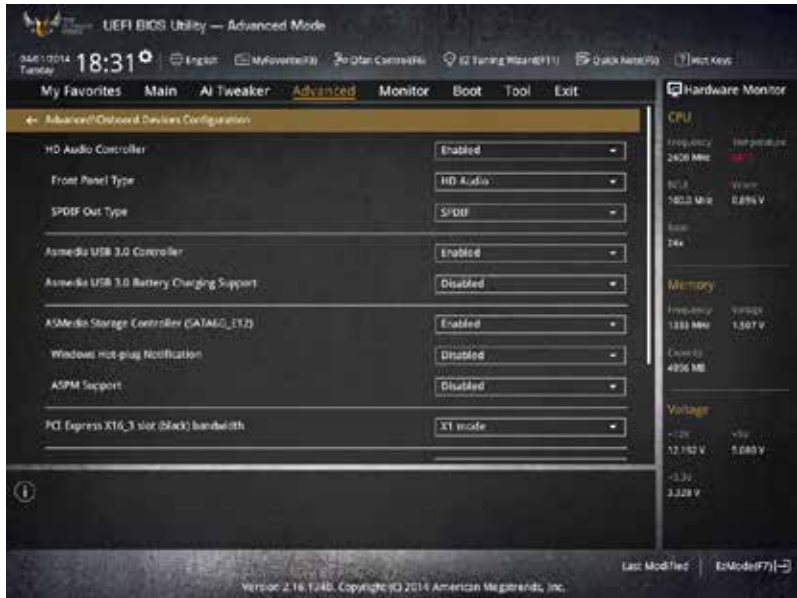 UEFI BIOS Utility — Advanced Mode
04/01/2014 Tuesday 18:31 English MyFavorite(F3) Qfan Control(F6) EZ Tuning Wizard(F11) Quick Note(F9) Hot Keys
My Favorites Main Ai Tweaker Advanced Monitor Boot Tool Exit
Hardware Monitor
← Advanced\Onboard Devices Configuration
HD Audio Controller Enabled
Front Panel Type HD Audio
SPDIF Out Type SPDIF
Asmedia USB 3.0 Controller Enabled
Asmedia USB 3.0 Battery Charging Support Disabled
ASMedia Storage Controller (SATA6G_E12) Enabled
Windows Hot-plug Notification Disabled
ASPM Support Disabled
PCI Express X16_3 slot (black) bandwidth X1 mode
CPU
Frequency Temperature
2400 MHz
BCLK Vcore
100.0 MHz 0.896 V
Ratio
24x
Memory
Frequency Voltage
1333 MHz 1.507 V
Capacity
4096 MB
Voltage
+12V +5V
12.192 V 5.080 V
+3.3V
3.328 V
Last Modified EzMode(F7)
Version 2.16.1240. Copyright (C) 2014 American Megatrends, Inc.